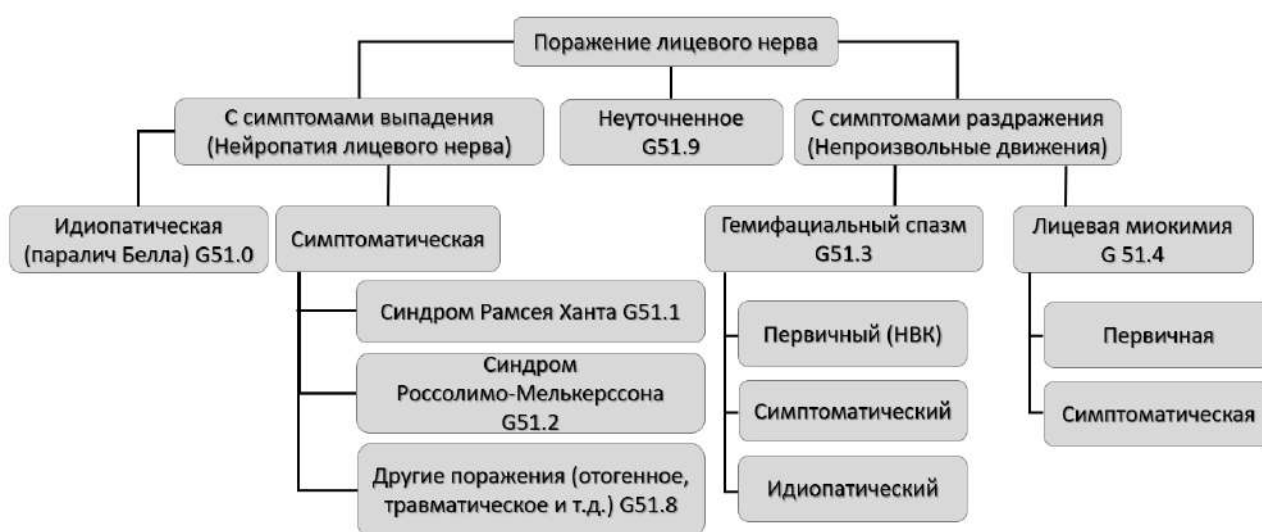 Поражение лицевого нерва
С симптомами выпадения
(Нейропатия лицевого нерва)
Неуточненное
G51.9
С симптомами раздражения
(Непроизвольные движения)
Идиопатическая
(паралич Белла) G51.0
Симптоматическая
Гемифациальный спазм
G51.3
Лицевая миокимия
G 51.4
Синдром Рамсея Ханта G51.1
Синдром
Россолимо-Мелькерссона
G51.2
Другие поражения (отогенное,
травматическое и т.д.) G51.8
Первичный (НВК)
Симптоматический
Идиопатический
Первичная
Симптоматическая